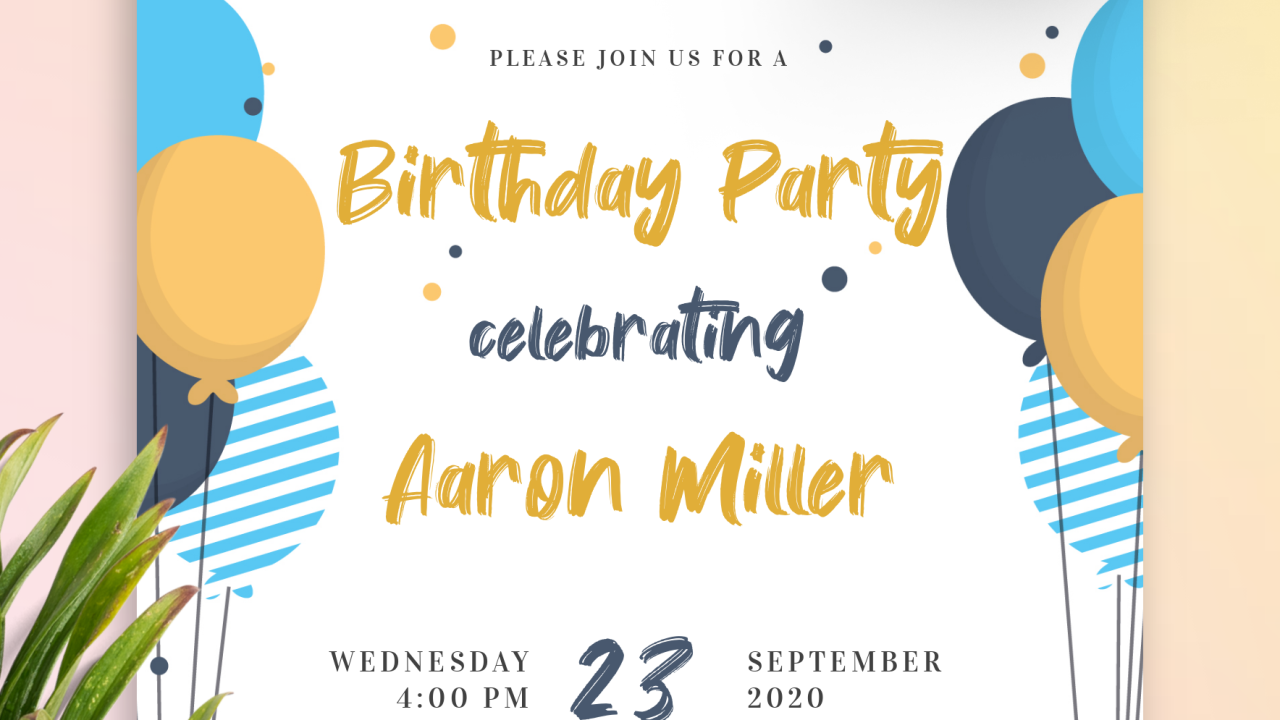 PLEASE JOIN US FOR A
Birthday Party
celebrating
Aaron Miller
WEDNESDAY 23 SEPTEMBER
4:00 PM 2020